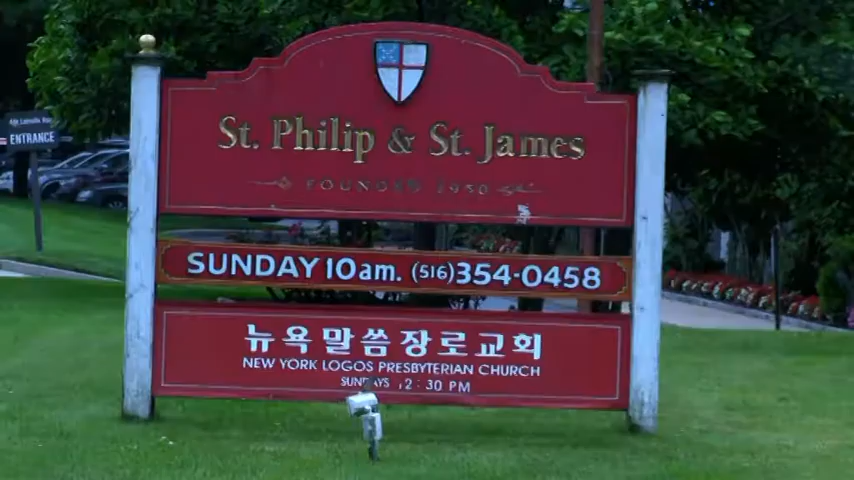 St. Philip & St. James
FOUNDED 1950
ENTRANCE
SUNDAY 10am. (516) 354-0458
뉴욕말씀장로교회
NEW YORK LOGOS PRESBYTERIAN CHURCH
SUNDAYS 12:30 PM